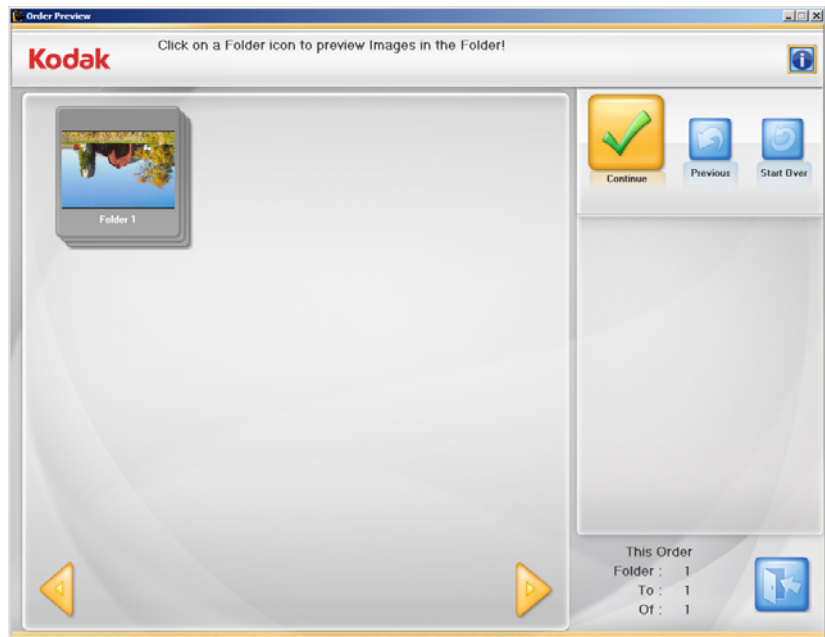 Order Preview
Kodak
Click on a Folder icon to preview Images in the Folder!
Folder 1
Continue
Previous
Start Over
This Order
Folder : 1
To : 1
Of : 1